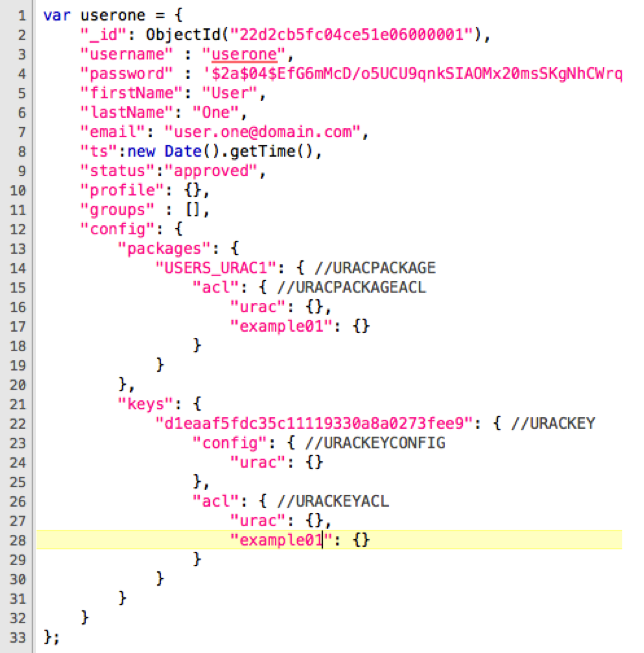 1 var userone = {
2     "_id": ObjectId("22d2cb5fc04ce51e06000001"),
3     "username" : "userone",
4     "password" : '$2a$04$EfG6mMcD/o5UCU9qnkSIAOMx20msSKgNhCWrq
5     "firstName": "User",
6     "lastName": "One",
7     "email": "user.one@domain.com",
8     "ts":new Date().getTime(),
9     "status":"approved",
10     "profile": {},
11     "groups" : [],
12     "config": {
13         "packages": {
14             "USERS_URAC1": { //URACPACKAGE
15                 "acl": { //URACPACKAGEACL
16                     "urac": {},
17                     "example01": {}
18                 }
19             }
20         },
21         "keys": {
22             "d1eaaf5fdc35c11119330a8a0273fee9": { //URACKEY
23                 "config": { //URACKEYCONFIG
24                     "urac": {}
25                 },
26                 "acl": { //URACKEYACL
27                     "urac": {},
28                     "example01": {}
29                 }
30             }
31         }
32     }
33 };